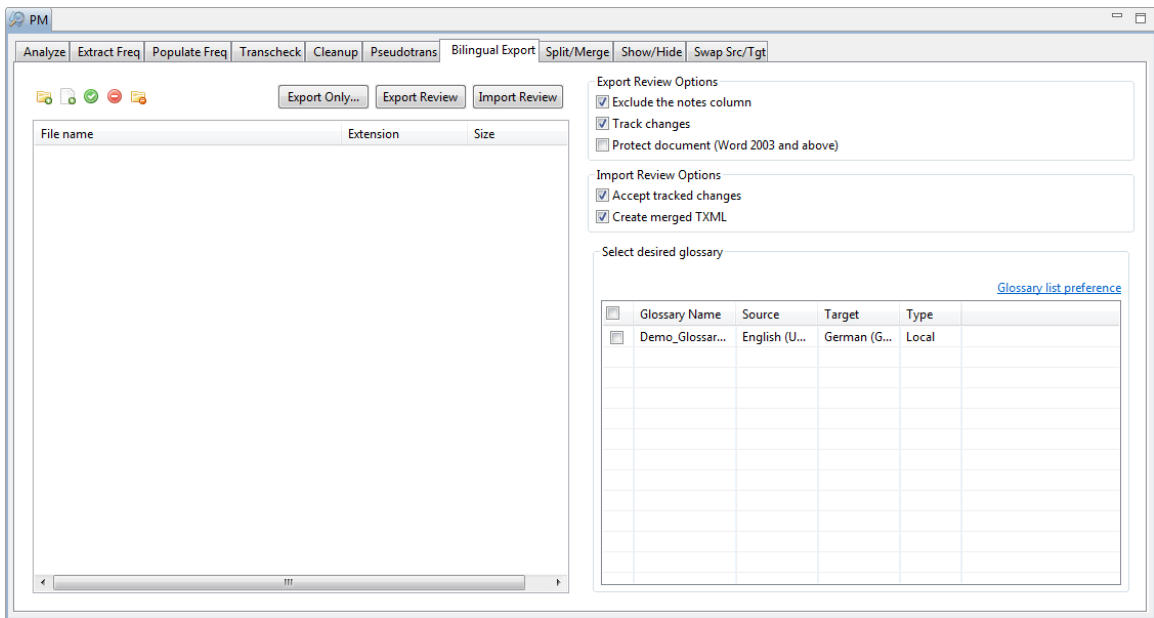 PM
Analyze Extract Freq Populate Freq Transcheck Cleanup Pseudotrans Bilingual Export Split/Merge Show/Hide Swap Src/Tgt
Export Only... Export Review Import Review
File name Extension Size
Export Review Options
Exclude the notes column
Track changes
Protect document (Word 2003 and above)
Import Review Options
Accept tracked changes
Create merged TXML
Select desired glossary
Glossary list preference
Glossary Name Source Target Type
Demo_Glossar... English (U... German (G... Local